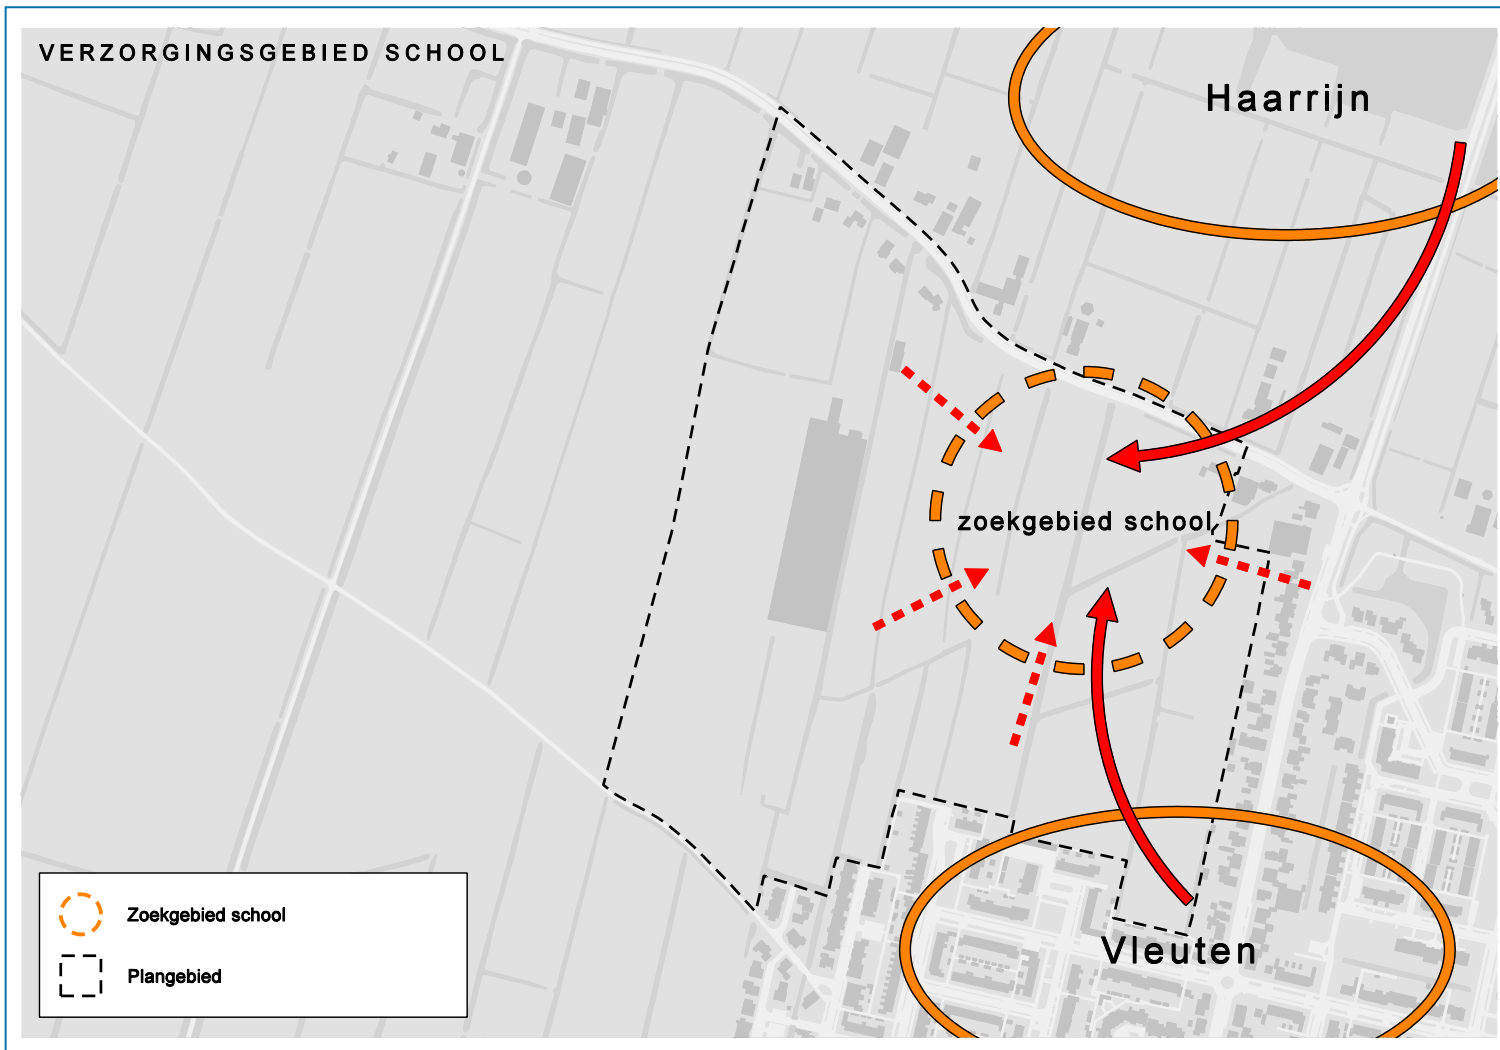 VERZORGINGSGEBIED SCHOOL
Haarrijn
zoekgebied school
Vleuten
Zoekgebied school
Plangebied